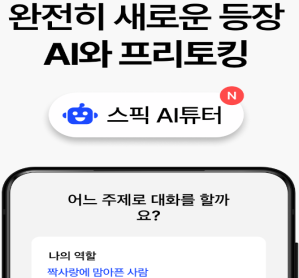 완전히 새로운 등장
AI와 프리토킹
N
스픽 AI튜터
어느 주제로 대화를 할까
요?
나의 역할
짝사랑에 맘아픈 사람